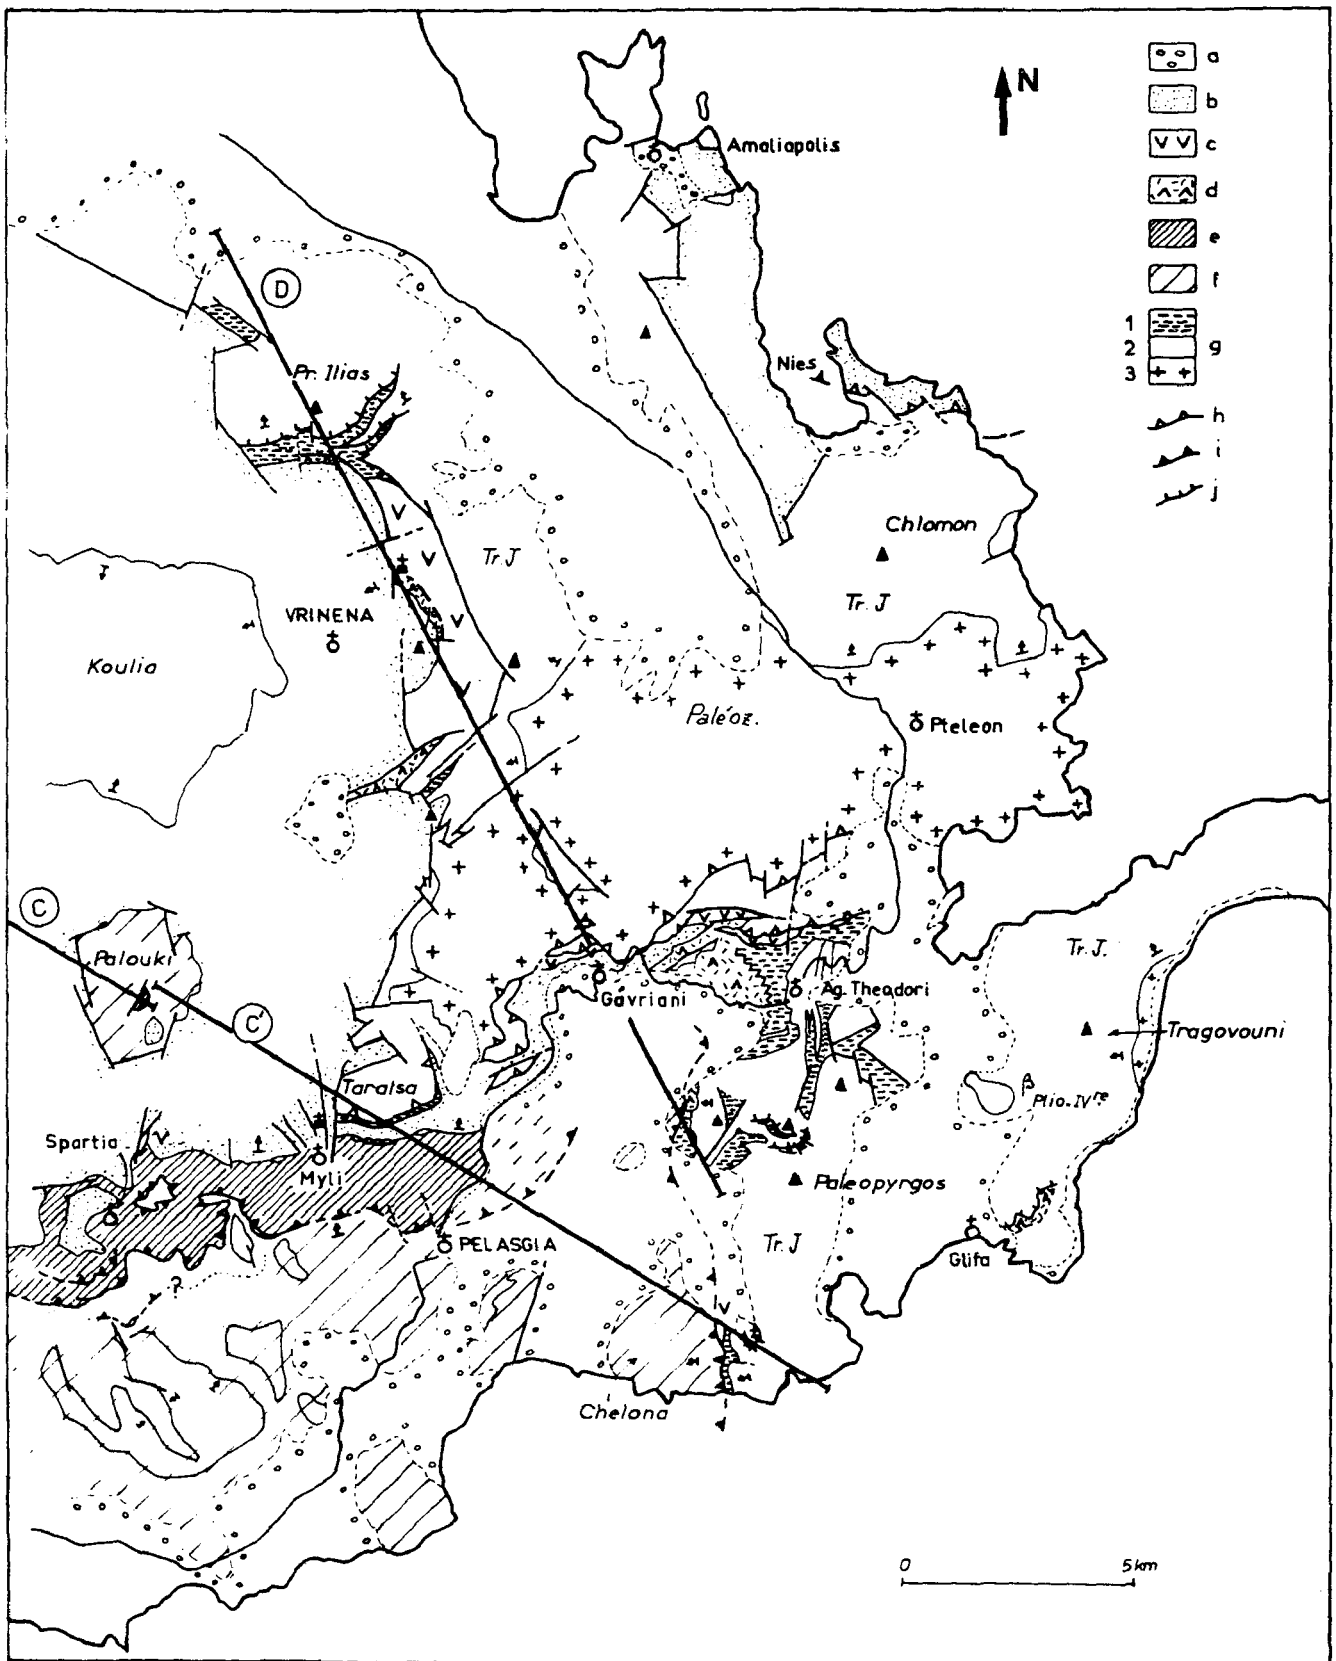 a
N
b
Amaliapolis
c
d
e
D
f
1
2 g
3
Pr. Ilias
Nies
h
i
j
Chlomon
Tr. J
Tr. J
VRINENA
Koulia
Paléoz.
Pteleon
C
Palouki
Tr. J.
Gavriani
Ag. Theodori
C'
Tragovouni
Taratsa
β
Plio. IVre
Spartia
Myli
Paleopyrgos
PELASGIA
Tr. J
Glifa
?
Chelona
0 5 km